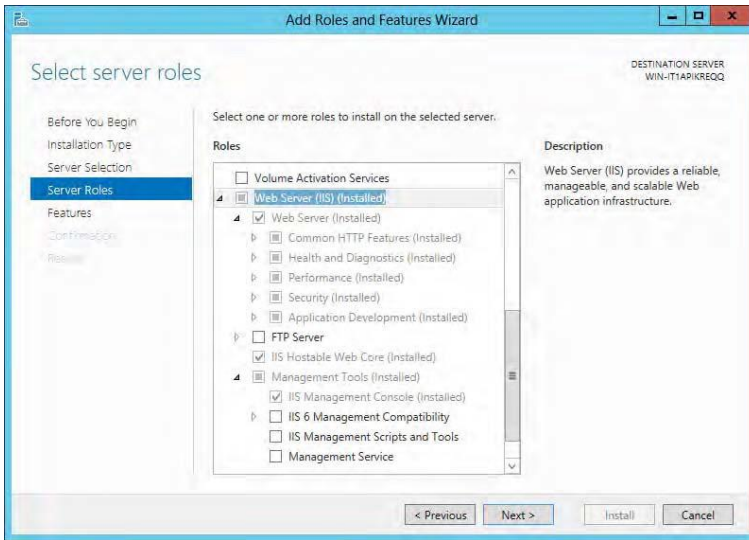 Add Roles and Features Wizard
Select server roles
DESTINATION SERVER
WIN-IT1APIKREQQ
Before You Begin
Installation Type
Server Selection
Server Roles
Features
Confirmation
Results
Select one or more roles to install on the selected server.
Roles
Volume Activation Services
Web Server (IIS) (Installed)
Web Server (Installed)
Common HTTP Features (Installed)
Health and Diagnostics (Installed)
Performance (Installed)
Security (Installed)
Application Development (Installed)
FTP Server
IIS Hostable Web Core (Installed)
Management Tools (Installed)
IIS Management Console (Installed)
IIS 6 Management Compatibility
IIS Management Scripts and Tools
Management Service
Description
Web Server (IIS) provides a reliable,
manageable, and scalable Web
application infrastructure.
< Previous
Next >
Install
Cancel